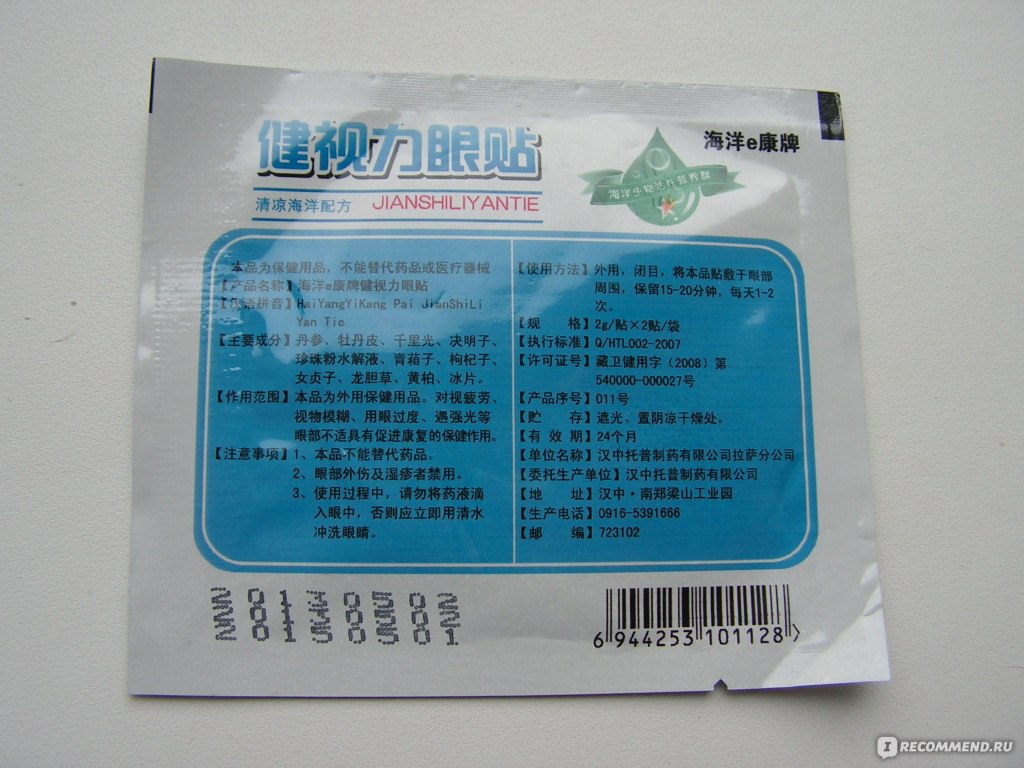 健视力眼贴
清凉海洋配方 JIANSHILIYANTIE
海洋e康牌
海洋生物活性营养群
本品为保健用品，不能替代药品或医疗器械
【产品名称】海洋e康牌健视力眼贴
【汉语拼音】HaiYangYiKang Pai JianShiLi
Yan Tie
【主要成分】丹参、牡丹皮、千里光、决明子、
珍珠粉水解液、青葙子、枸杞子、
女贞子、龙胆草、黄柏、冰片。
【作用范围】本品为外用保健用品。对视疲劳、
视物模糊、用眼过度、遇强光等
眼部不适具有促进康复的保健作用。
【注意事项】1、本品不能替代药品。
2、眼部外伤及湿疹者禁用。
3、使用过程中，请勿将药液滴
入眼中，否则应立即用清水
冲洗眼睛。
【使用方法】外用，闭目，将本品贴敷于眼部
周围，保留15-20分钟，每天1-2
次。
【规 格】2g/贴×2贴/袋
【执行标准】Q/HTL002-2007
【许可证号】藏卫健用字（2008）第
540000-000027号
【产品序号】011号
【贮 存】遮光、置阴凉干燥处。
【有 效 期】24个月
【单位名称】汉中托普制药有限公司拉萨分公司
【委托生产单位】汉中托普制药有限公司
【地 址】汉中·南郑梁山工业园
【生产电话】0916-5391666
【邮 编】723102
6 944253 101128
IRECOMMEND.RU